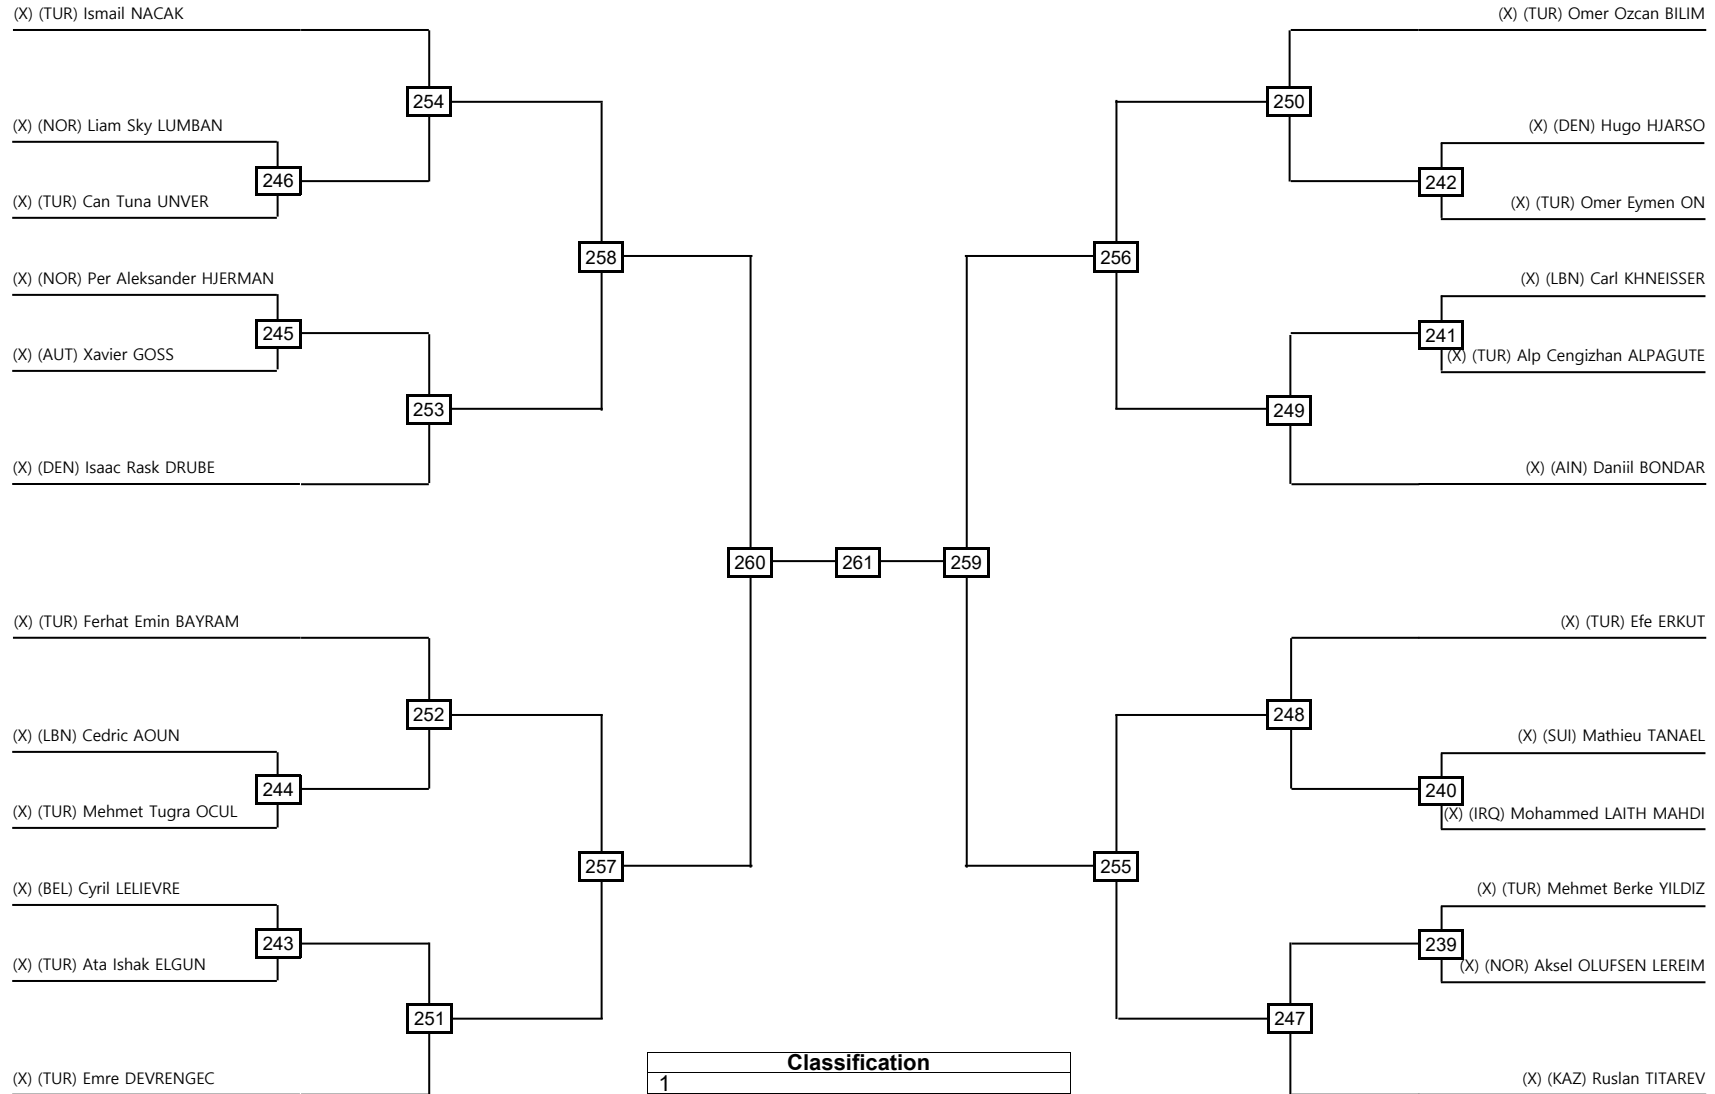 (X) (TUR) Ismail NACAK
(X) (TUR) Omer Ozcan BILIM
254
250
(X) (NOR) Liam Sky LUMBAN
(X) (DEN) Hugo HJARSO
246
242
(X) (TUR) Can Tuna UNVER
(X) (TUR) Omer Eymen ON
258
256
(X) (NOR) Per Aleksander HJERMAN
(X) (LBN) Carl KHNEISSER
245
241
(X) (AUT) Xavier GOSS
(X) (TUR) Alp Cengizhan ALPAGUTE
253
249
(X) (DEN) Isaac Rask DRUBE
(X) (AIN) Daniil BONDAR
260
261
259
(X) (TUR) Ferhat Emin BAYRAM
(X) (TUR) Efe ERKUT
252
248
(X) (LBN) Cedric AOUN
(X) (SUI) Mathieu TANAEL
244
240
(X) (TUR) Mehmet Tugra OCUL
(X) (IRQ) Mohammed LAITH MAHDI
257
255
(X) (BEL) Cyril LELIEVRE
(X) (TUR) Mehmet Berke YILDIZ
243
239
(X) (TUR) Ata Ishak ELGUN
(X) (NOR) Aksel OLUFSEN LEREIM
251
247
Classification
1
(X) (TUR) Emre DEVRENGEC
(X) (KAZ) Ruslan TITAREV